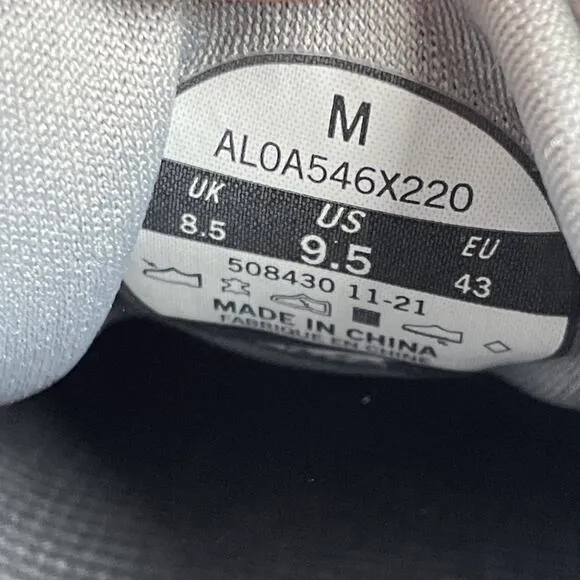 M
AL0A546X220
UK US EU
8.5 9.5 43
508430 11-21
MADE IN CHINA
FABRIQUE EN CHINE